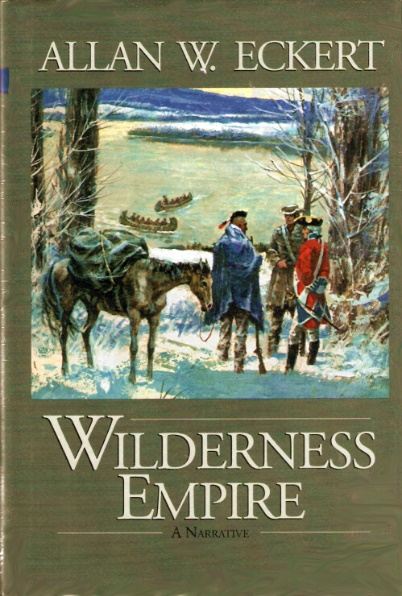 ALLAN W. ECKERT
WILDERNESS
EMPIRE
A NARRATIVE